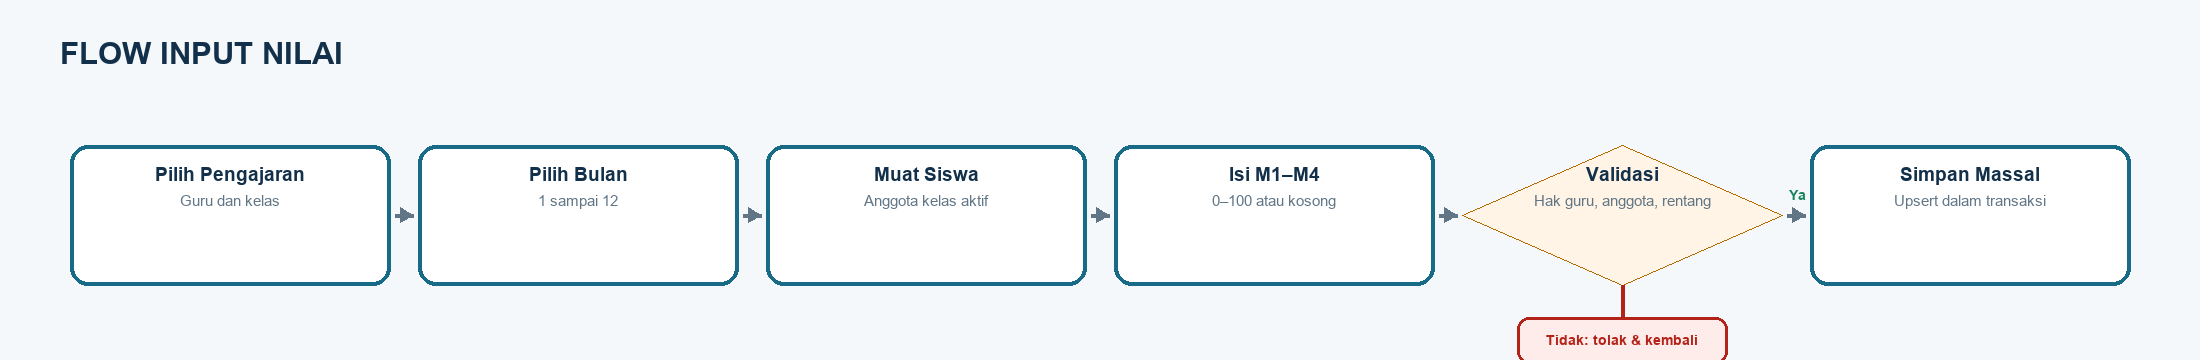 FLOW INPUT NILAI
Pilih Pengajaran
Guru dan kelas
Pilih Bulan
1 sampai 12
Muat Siswa
Anggota kelas aktif
Isi M1–M4
0–100 atau kosong
Validasi
Hak guru, anggota, rentang
Ya
Simpan Massal
Upsert dalam transaksi
Tidak: tolak & kembali